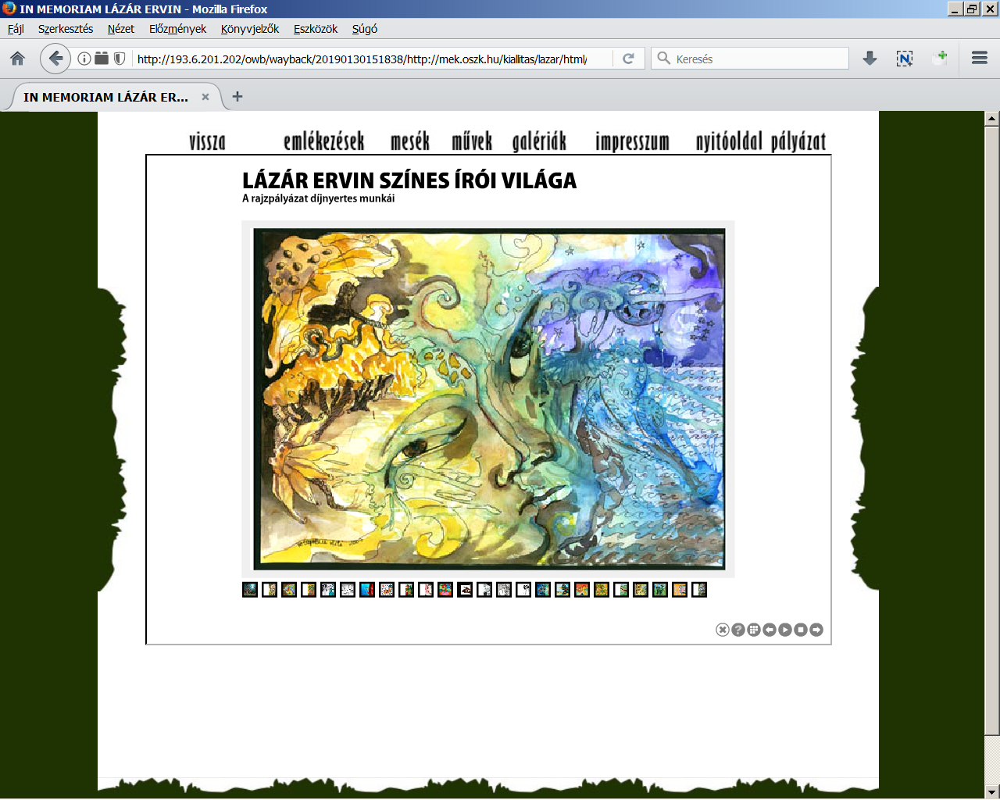 IN MEMORIAM LÁZÁR ERVIN - Mozilla Firefox
Fájl Szerkesztés Nézet Előzmények Könyvjelzők Eszközök Súgó
http://193.6.201.202/owb/wayback/20190130151838/http://mek.oszk.hu/kiallitas/lazar/html/ Keresés
IN MEMORIAM LÁZÁR ER...
vissza emlékezések mesék művek galériák impresszum nyitóoldal pályázat
LÁZÁR ERVIN SZÍNES ÍRÓI VILÁGA
A rajzpályázat díjnyertes munkái